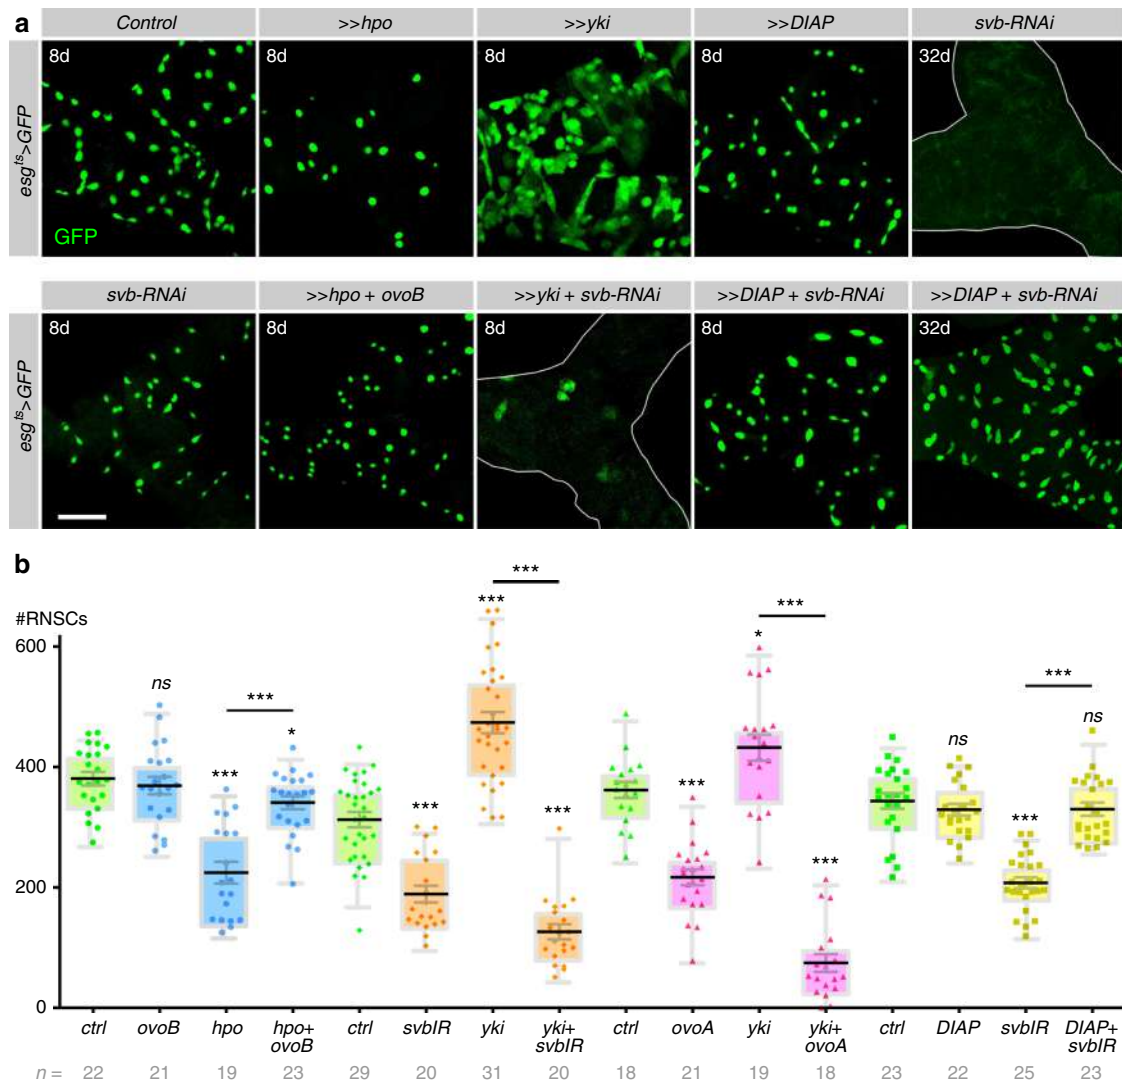 a
Control
>>hpo
>>yki
>>DIAP
svb-RNAi
esg^ts>GFP
8d
8d
8d
8d
32d
GFP
svb-RNAi
>>hpo + ovoB
>>yki + svb-RNAi
>>DIAP + svb-RNAi
>>DIAP + svb-RNAi
esg^ts>GFP
8d
8d
8d
8d
32d
b
#RNSCs
600
400
200
0
ns
***
***
*
***
***
***
***
***
*
***
***
ns
***
***
ns
ctrl ovoB hpo hpo+ ctrl svbIR yki yki+ ctrl ovoA yki yki+ ctrl DIAP svbIR DIAP+
ovoB svbIR ovoA svbIR
n = 22 21 19 23 29 20 31 20 18 21 19 18 23 22 25 23